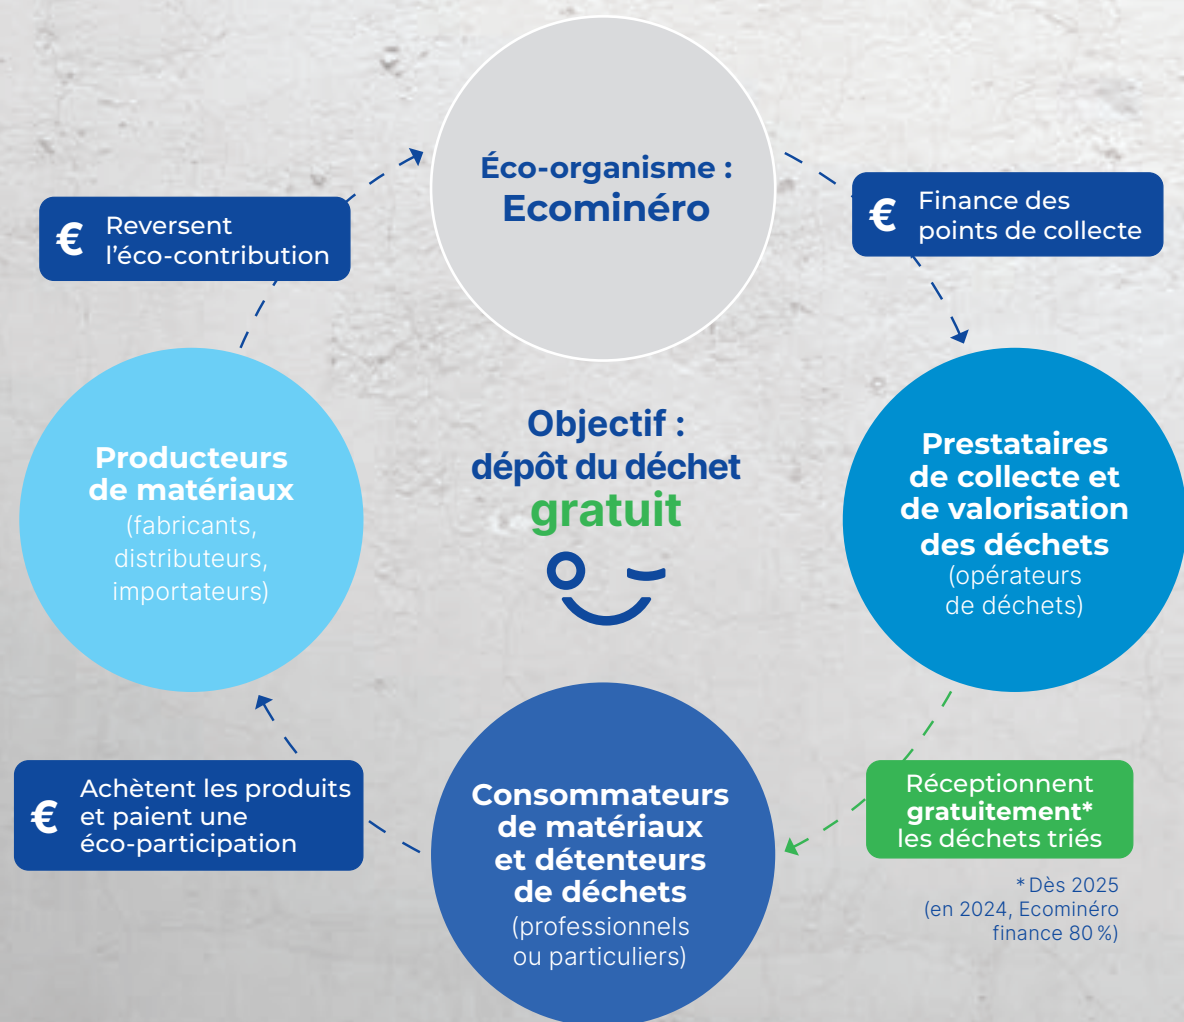 Éco-organisme :
Ecominéro
€ Reversent
l’éco-contribution
€ Finance des
points de collecte
Producteurs
de matériaux
(fabricants,
distributeurs,
importateurs)
Objectif :
dépôt du déchet
gratuit
Prestataires
de collecte et
de valorisation
des déchets
(opérateurs
de déchets)
€ Achètent les produits
et paient une
éco-participation
Consommateurs
de matériaux
et détenteurs
de déchets
(professionnels
ou particuliers)
Réceptionnent
gratuitement*
les déchets triés
* Dès 2025
(en 2024, Ecominéro
finance 80 %)